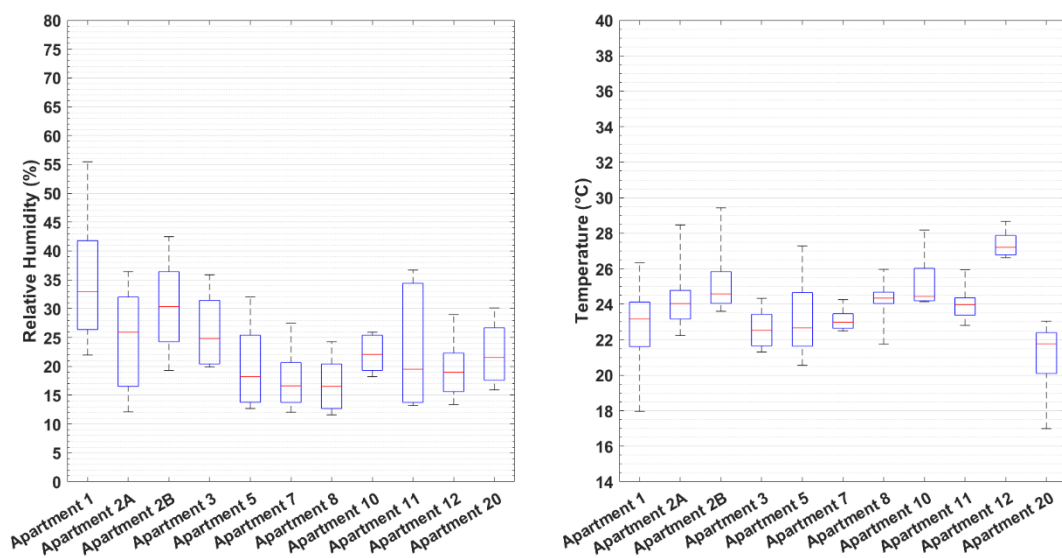 Relative Humidity (%)
80
75
70
65
60
55
50
45
40
35
30
25
20
15
10
5
0
Apartment 1
Apartment 2A
Apartment 2B
Apartment 3
Apartment 5
Apartment 7
Apartment 8
Apartment 10
Apartment 11
Apartment 12
Apartment 20
Temperature (°C)
40
38
36
34
32
30
28
26
24
22
20
18
16
14
Apartment 1
Apartment 2A
Apartment 2B
Apartment 3
Apartment 5
Apartment 7
Apartment 8
Apartment 10
Apartment 11
Apartment 12
Apartment 20